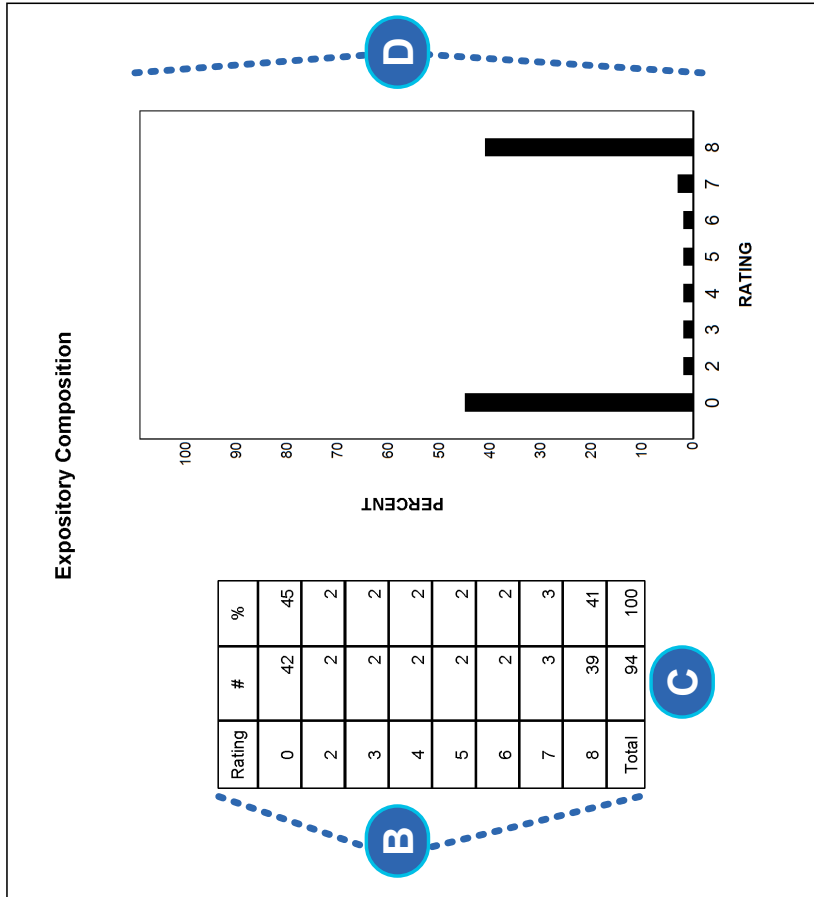 Expository Composition
B
Rating # %
0 42 45
2 2 2
3 2 2
4 2 2
5 2 2
6 2 2
7 3 3
8 39 41
Total 94 100
C
PERCENT
100
90
80
70
60
50
40
30
20
10
0
0 2 3 4 5 6 7 8
RATING
D